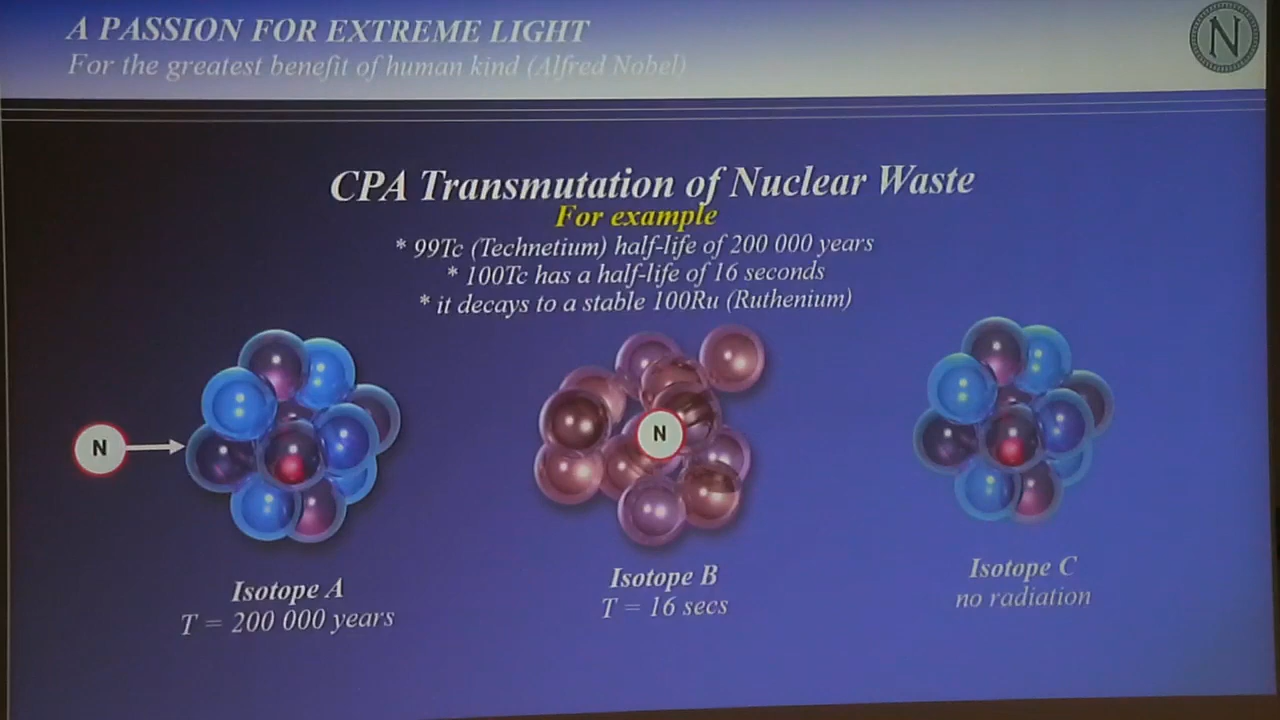 A PASSION FOR EXTREME LIGHT
For the greatest benefit of human kind (Alfred Nobel)
N
CPA Transmutation of Nuclear Waste
For example
* 99Tc (Technetium) half-life of 200 000 years
* 100Tc has a half-life of 16 seconds
* it decays to a stable 100Ru (Ruthenium)
N
N
Isotope A
T = 200 000 years
Isotope B
T = 16 secs
Isotope C
no radiation